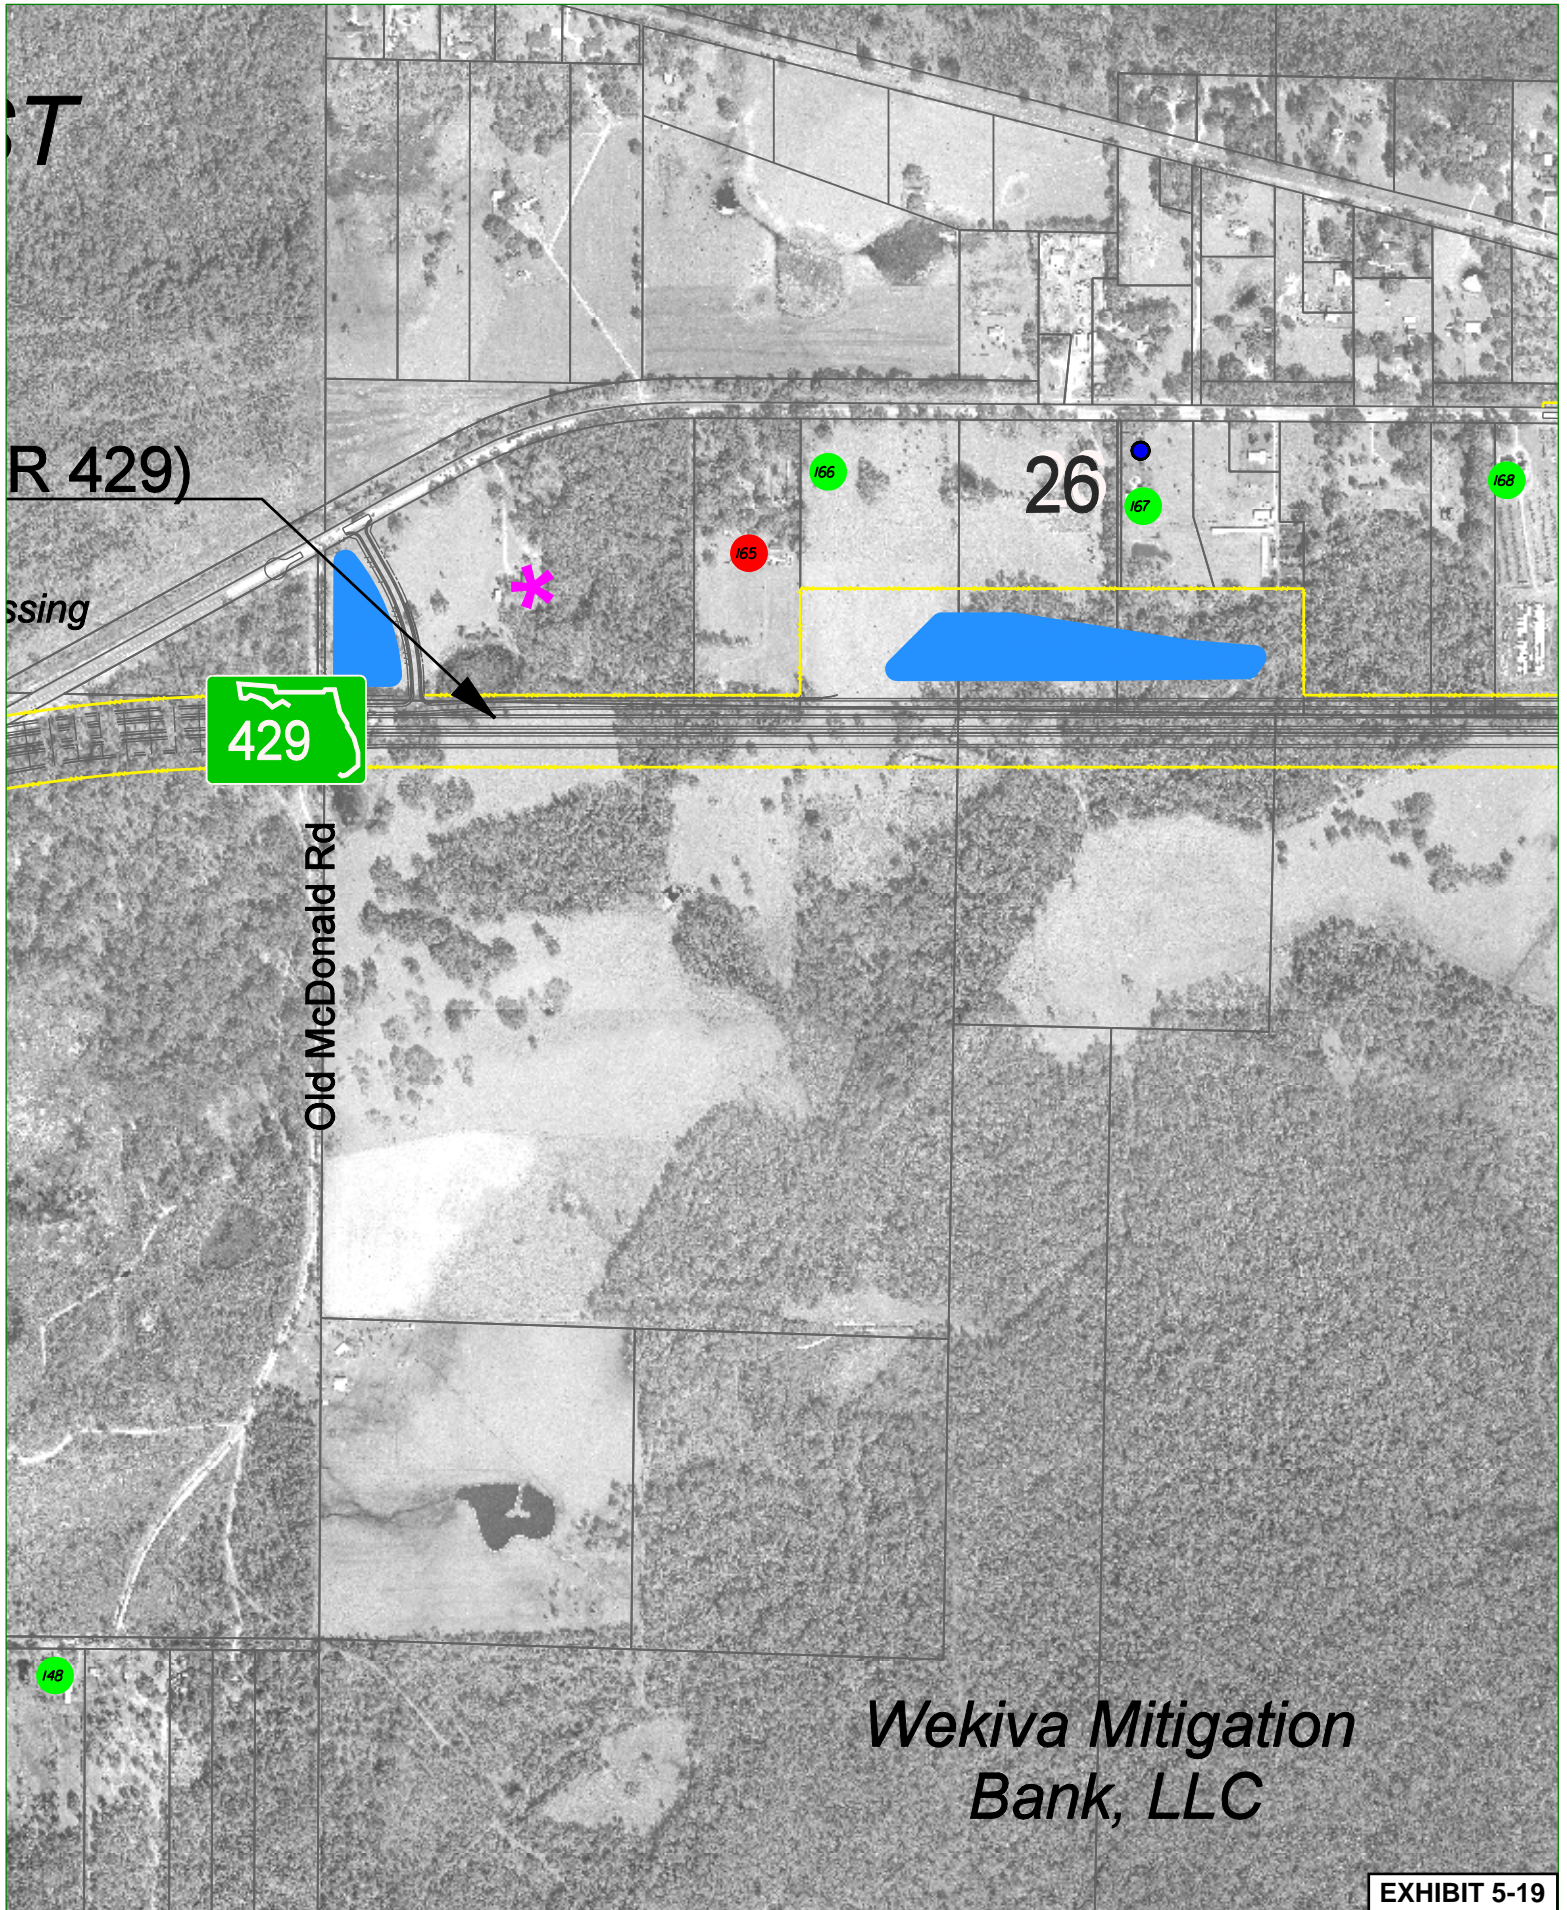 ST
R 429)
166
26
167
168
165
ssing
429
Old McDonald Rd
148
Wekiva Mitigation
Bank, LLC
EXHIBIT 5-19